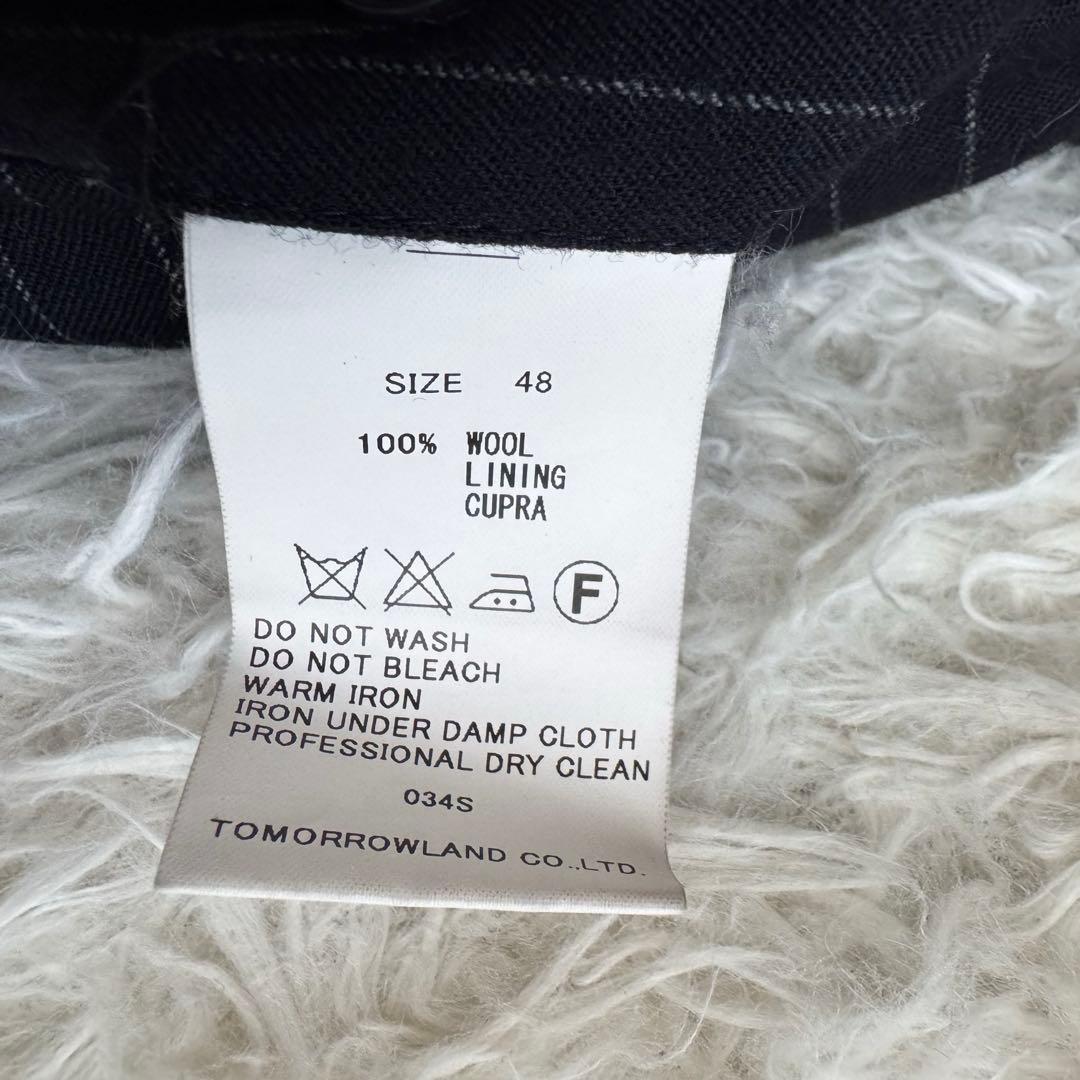 SIZE 48
100% WOOL
LINING
CUPRA
F
DO NOT WASH
DO NOT BLEACH
WARM IRON
IRON UNDER DAMP CLOTH
PROFESSIONAL DRY CLEAN
034S
TOMORROWLAND CO.,LTD.